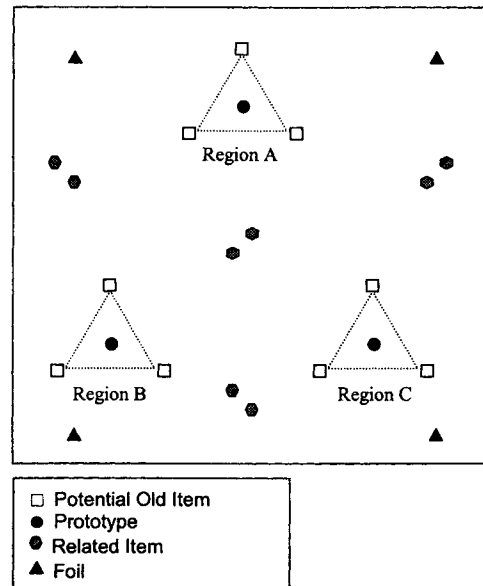 Region A
Region B
Region C
Potential Old Item
Prototype
Related Item
Foil